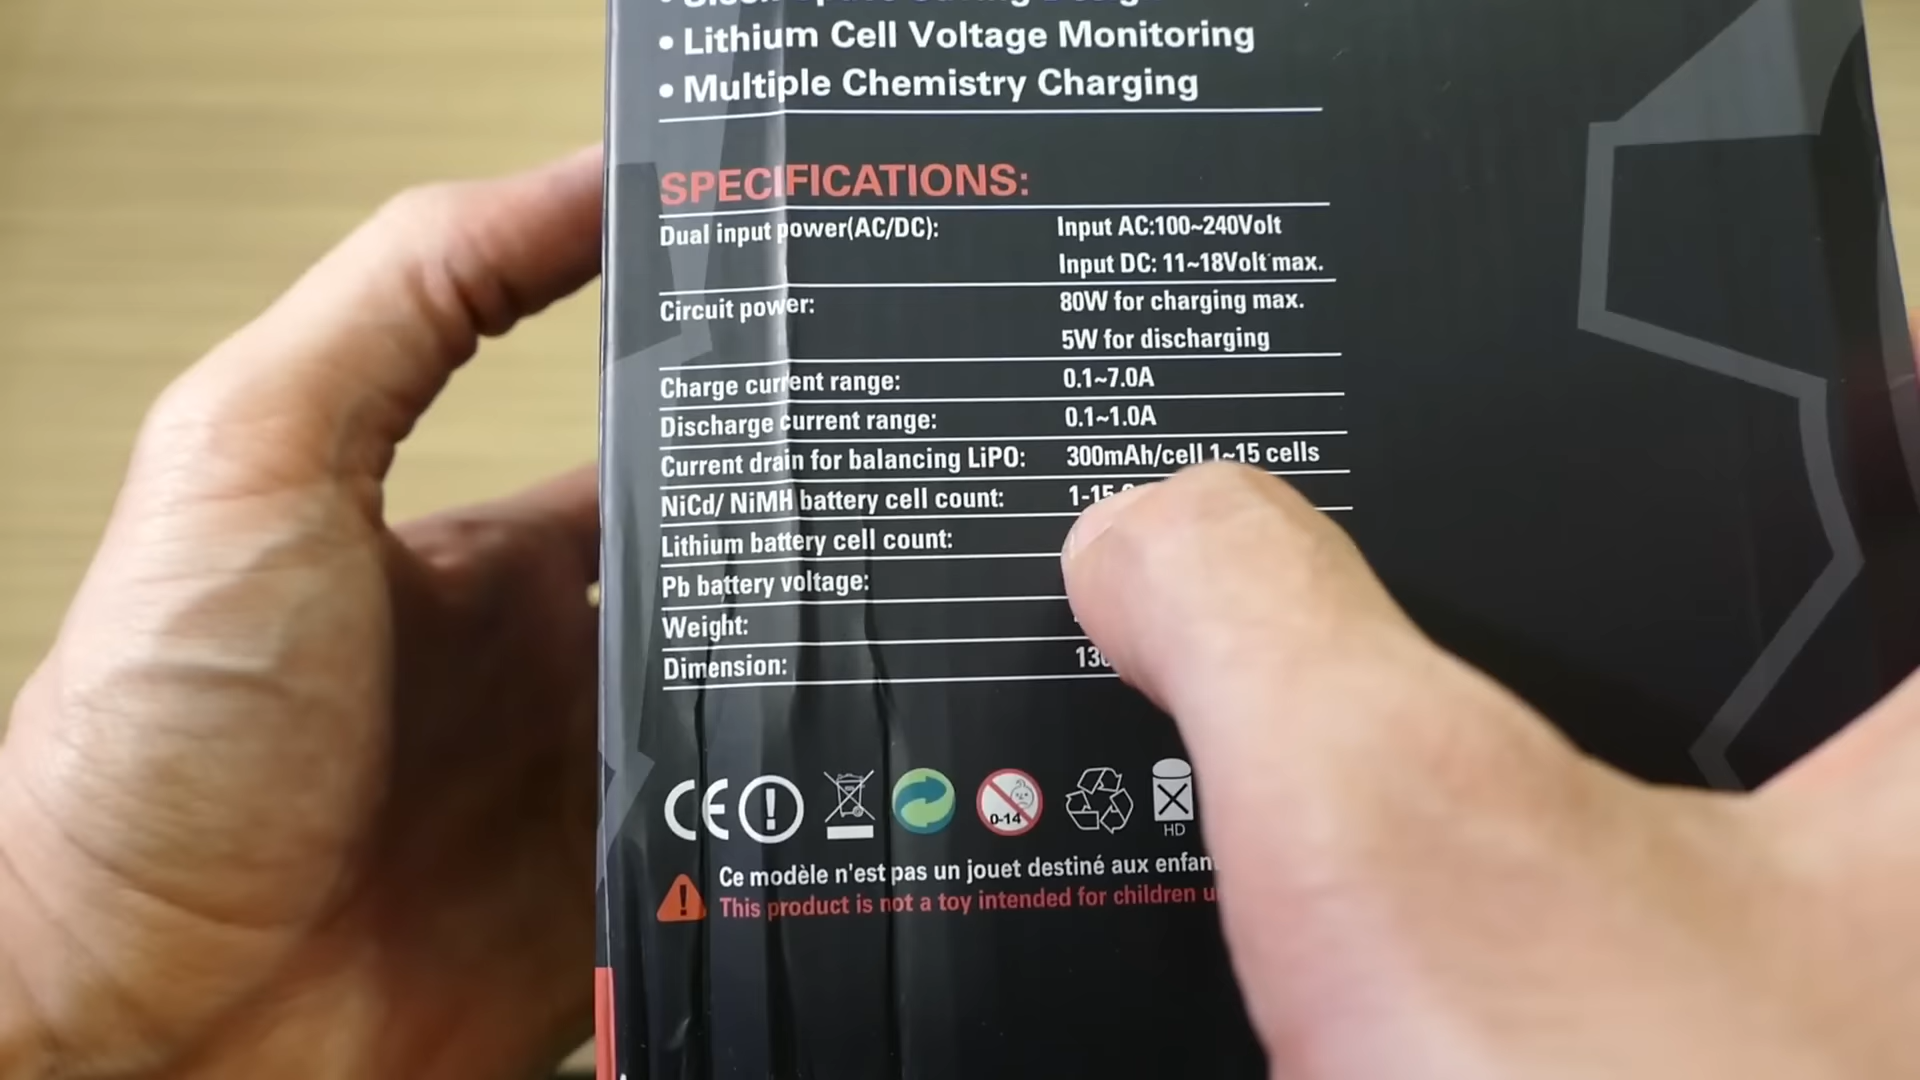 • Lithium Cell Voltage Monitoring
• Multiple Chemistry Charging
SPECIFICATIONS:
Dual input power(AC/DC): Input AC:100~240Volt
Input DC: 11~18Volt max.
Circuit power: 80W for charging max.
5W for discharging
Charge current range: 0.1~7.0A
Discharge current range: 0.1~1.0A
Current drain for balancing LiPO: 300mAh/cell 1~15 cells
NiCd/ NiMH battery cell count: 1-15
Lithium battery cell count:
Pb battery voltage:
Weight:
Dimension:
CE
0-14
HD
Ce modèle n'est pas un jouet destiné aux
This product is not a toy intended for children